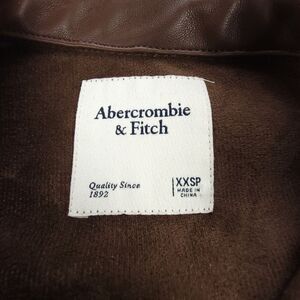 Abercrombie
& Fitch
Quality Since
1892
XXSP
MADE IN
CHINA